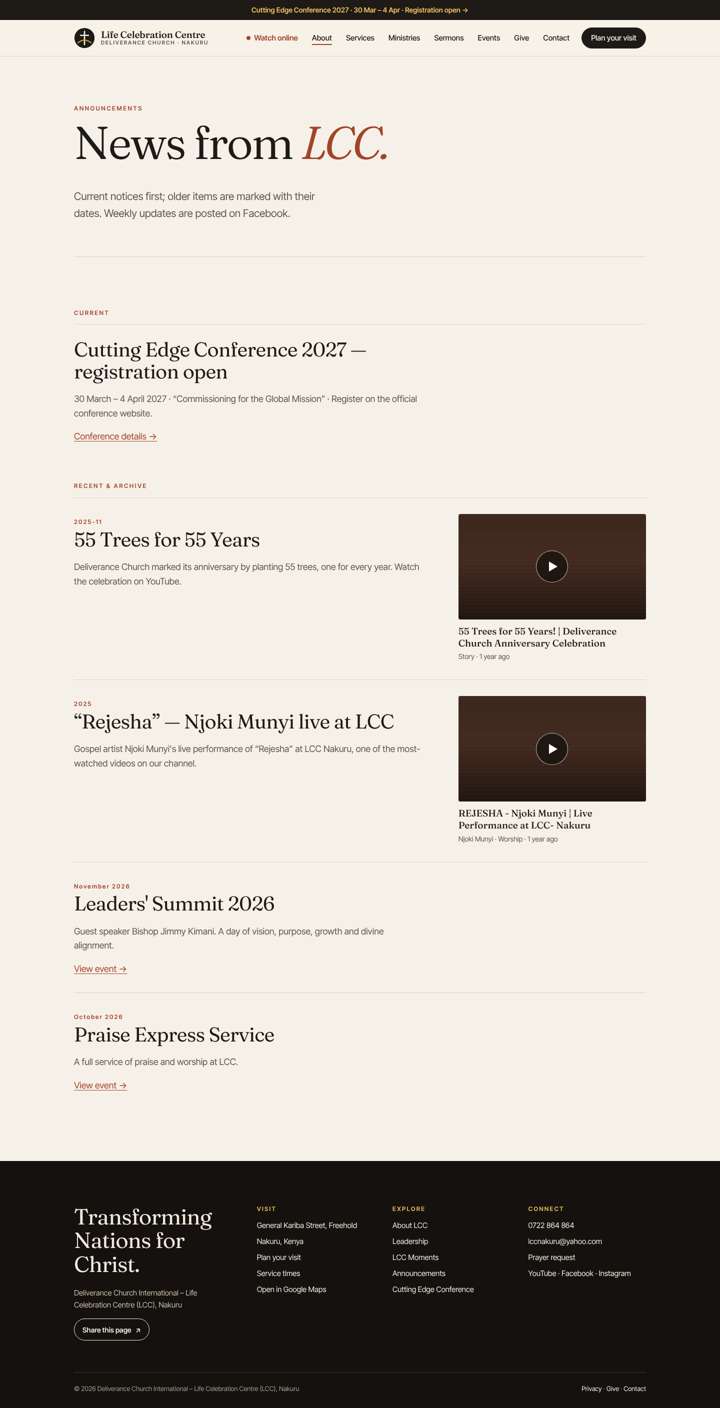 Cutting Edge Conference 2027 · 30 Mar – 4 Apr · Registration open →
Life Celebration Centre
DELIVERANCE CHURCH · NAKURU
Watch online
About
Services
Ministries
Sermons
Events
Give
Contact
Plan your visit
ANNOUNCEMENTS
News from LCC.
Current notices first; older items are marked with their
dates. Weekly updates are posted on Facebook.
CURRENT
Cutting Edge Conference 2027 —
registration open
30 March – 4 April 2027 · “Commissioning for the Global Mission” · Register on the official
conference website.
Conference details →
RECENT & ARCHIVE
2025-11
55 Trees for 55 Years
Deliverance Church marked its anniversary by planting 55 trees, one for every year. Watch
the celebration on YouTube.
55 Trees for 55 Years! | Deliverance
Church Anniversary Celebration
Story · 1 year ago
2025
“Rejesha” — Njoki Munyi live at LCC
Gospel artist Njoki Munyi's live performance of “Rejesha” at LCC Nakuru, one of the most-
watched videos on our channel.
REJESHA - Njoki Munyi | Live
Performance at LCC- Nakuru
Njoki Munyi · Worship · 1 year ago
November 2026
Leaders' Summit 2026
Guest speaker Bishop Jimmy Kimani. A day of vision, purpose, growth and divine
alignment.
View event →
October 2026
Praise Express Service
A full service of praise and worship at LCC.
View event →
Transforming
Nations for
Christ.
Deliverance Church International – Life
Celebration Centre (LCC), Nakuru
Share this page ↗
VISIT
General Kariba Street, Freehold
Nakuru, Kenya
Plan your visit
Service times
Open in Google Maps
EXPLORE
About LCC
Leadership
LCC Moments
Announcements
Cutting Edge Conference
CONNECT
0722 864 864
lccnakuru@yahoo.com
Prayer request
YouTube · Facebook · Instagram
© 2026 Deliverance Church International – Life Celebration Centre (LCC), Nakuru
Privacy · Give · Contact